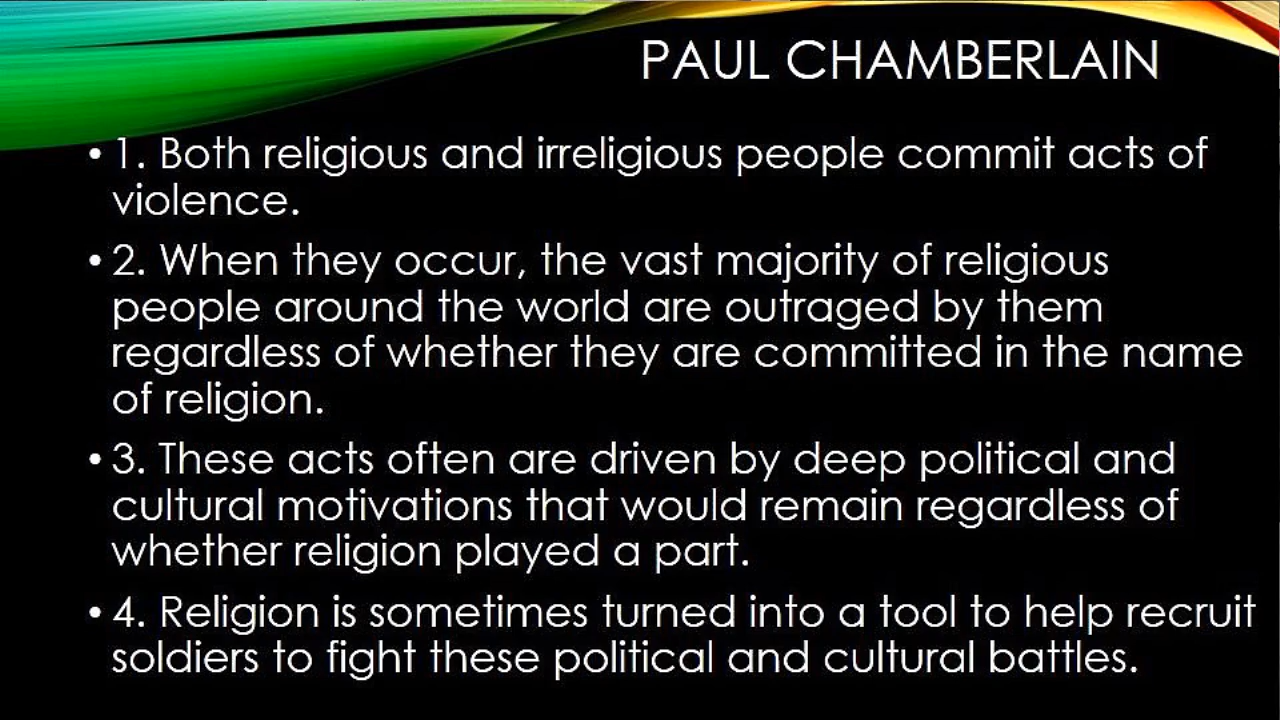 PAUL CHAMBERLAIN
• 1. Both religious and irreligious people commit acts of
violence.
• 2. When they occur, the vast majority of religious
people around the world are outraged by them
regardless of whether they are committed in the name
of religion.
• 3. These acts often are driven by deep political and
cultural motivations that would remain regardless of
whether religion played a part.
• 4. Religion is sometimes turned into a tool to help recruit
soldiers to fight these political and cultural battles.